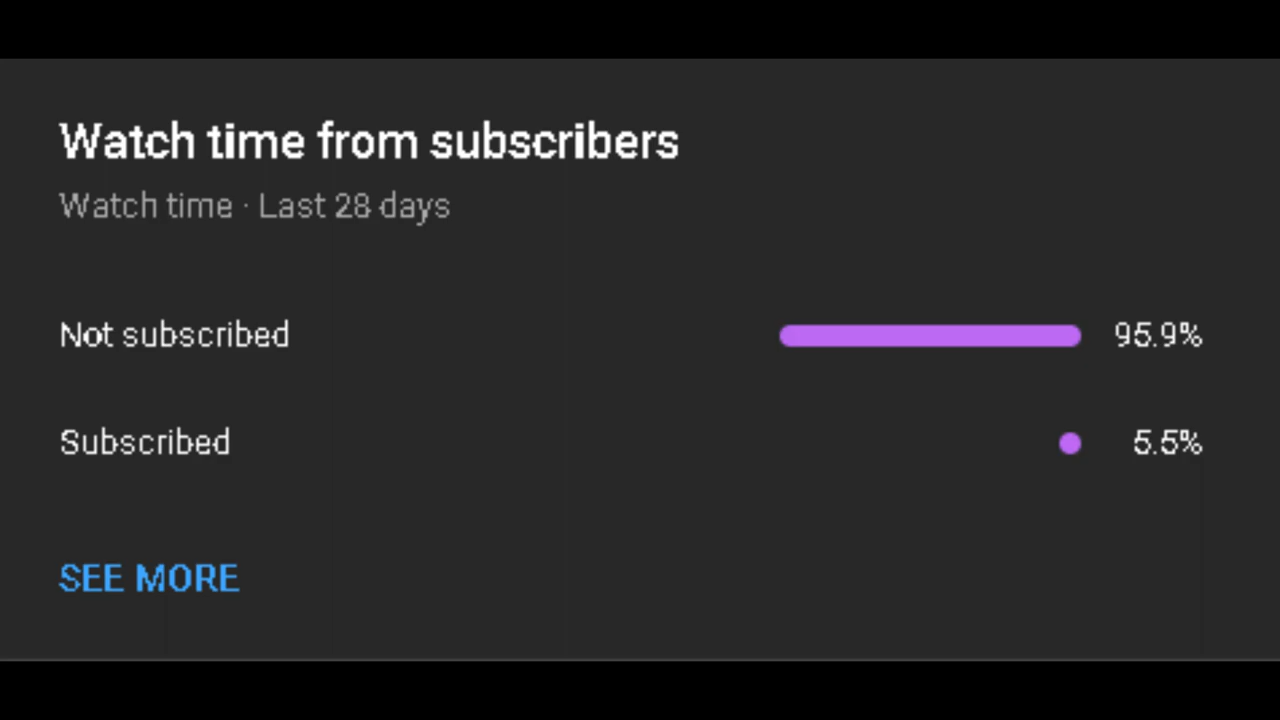 Watch time from subscribers
Watch time · Last 28 days
Not subscribed 95.9%
Subscribed 5.5%
SEE MORE